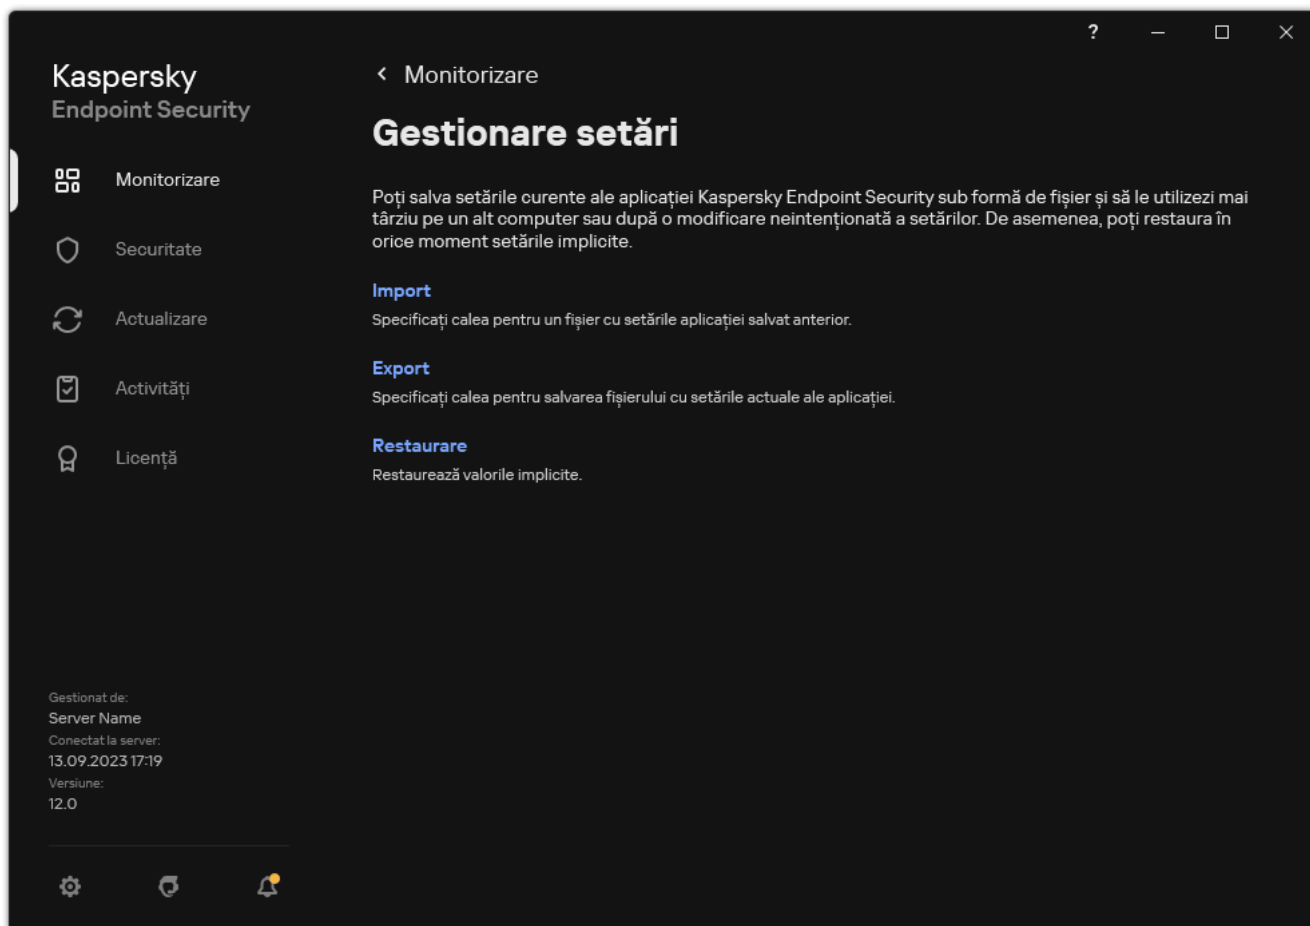 ?
Kaspersky
Endpoint Security
Monitorizare
Securitate
Actualizare
Activități
Licență
Gestionat de:
Server Name
Conectat la server:
13.09.2023 17:19
Versiune:
12.0
Monitorizare
Gestionare setări
Poți salva setările curente ale aplicației Kaspersky Endpoint Security sub formă de fișier și să le utilizezi mai
târziu pe un alt computer sau după o modificare neintenționată a setărilor. De asemenea, poți restaura în
orice moment setările implicite.
Import
Specificați calea pentru un fișier cu setările aplicației salvat anterior.
Export
Specificați calea pentru salvarea fișierului cu setările actuale ale aplicației.
Restaurare
Restaurează valorile implicite.